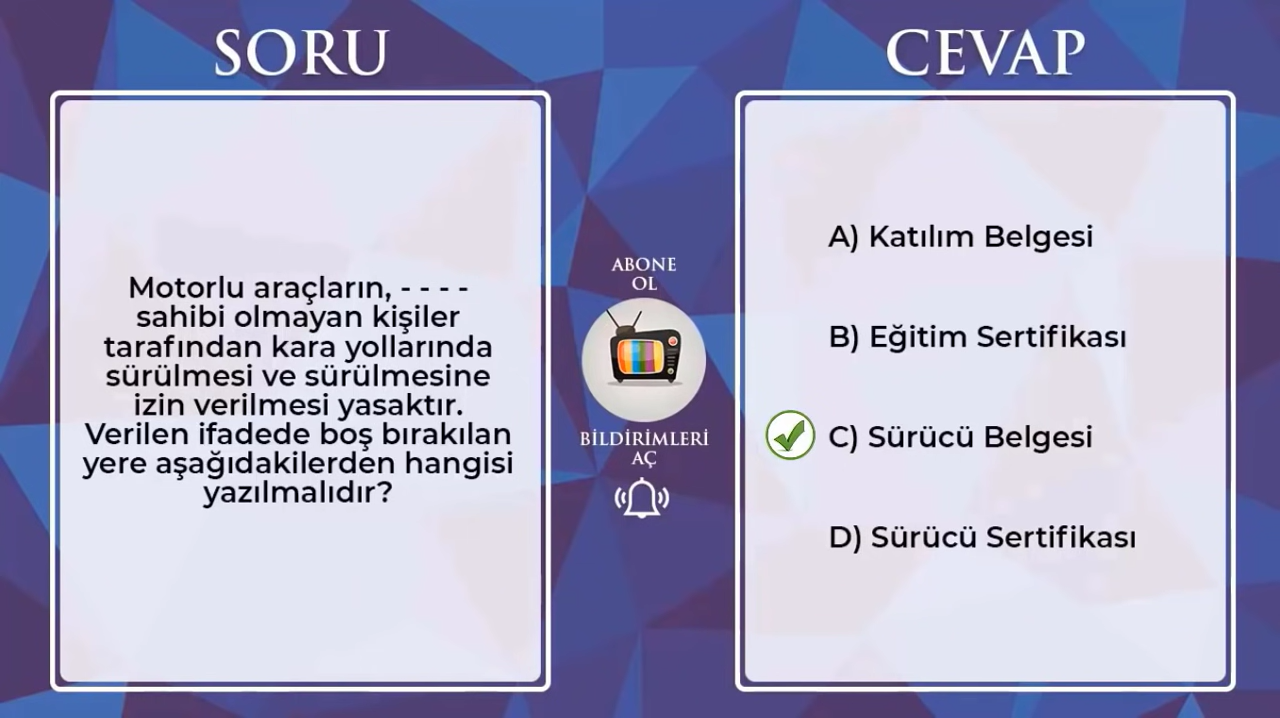 SORU
Motorlu araçların, - - - -
sahibi olmayan kişiler
tarafından kara yollarında
sürülmesi ve sürülmesine
izin verilmesi yasaktır.
Verilen ifadede boş bırakılan
yere aşağıdakilerden hangisi
yazılmalıdır?
ABONE
OL
BİLDİRİMLERİ
AÇ
CEVAP
A) Katılım Belgesi
B) Eğitim Sertifikası
C) Sürücü Belgesi
D) Sürücü Sertifikası